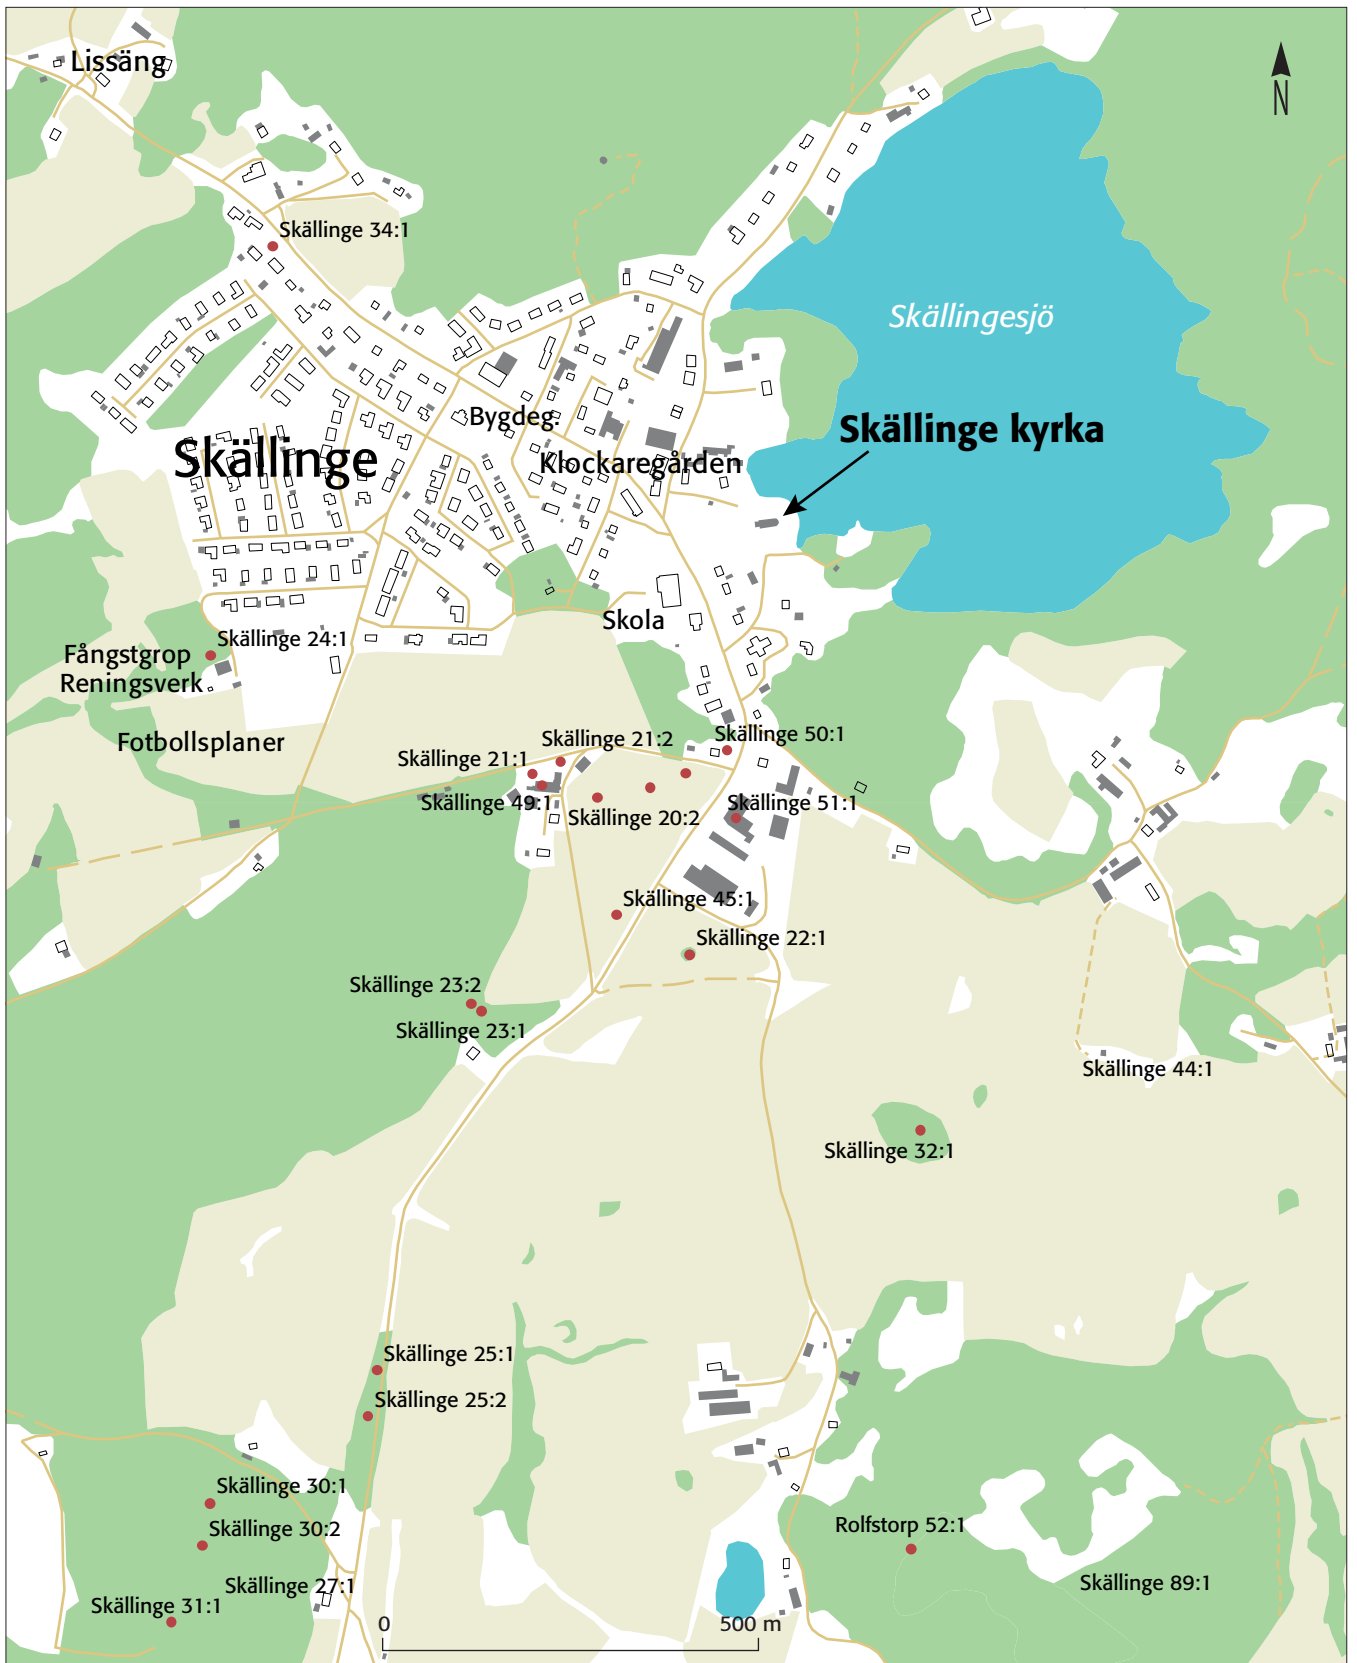 Lissäng
N
Skällinge 34:1
Skällingesjö
Bygdeg.
Skällinge kyrka
Skällinge
Klockaregården
Skola
Skällinge 24:1
Fångstgrop
Reningsverk
Fotbollsplaner
Skällinge 50:1
Skällinge 21:2
Skällinge 21:1
Skällinge 49:1
Skällinge 51:1
Skällinge 20:2
Skällinge 45:1
Skällinge 22:1
Skällinge 23:2
Skällinge 23:1
Skällinge 44:1
Skällinge 32:1
Skällinge 25:1
Skällinge 25:2
Skällinge 30:1
Rolfstorp 52:1
Skällinge 30:2
Skällinge 89:1
Skällinge 27:1
Skällinge 31:1
0 500 m